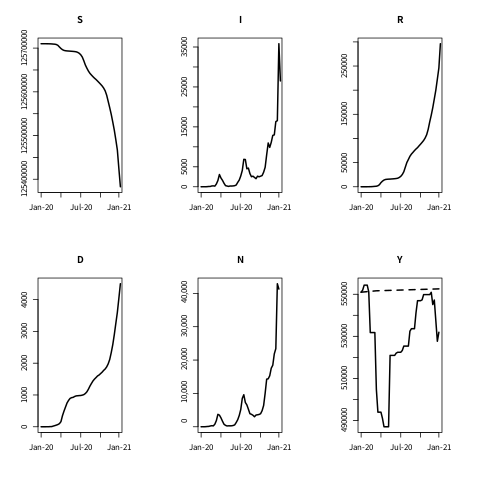 S
125700000
125600000
125500000
125400000
Jan-20 Jul-20 Jan-21
I
35000
25000
15000
5000
0
Jan-20 Jul-20 Jan-21
R
250000
150000
50000
0
Jan-20 Jul-20 Jan-21
D
4000
3000
2000
1000
0
Jan-20 Jul-20 Jan-21
N
40,000
30,000
20,000
10,000
0
Jan-20 Jul-20 Jan-21
Y
550000
530000
510000
490000
Jan-20 Jul-20 Jan-21